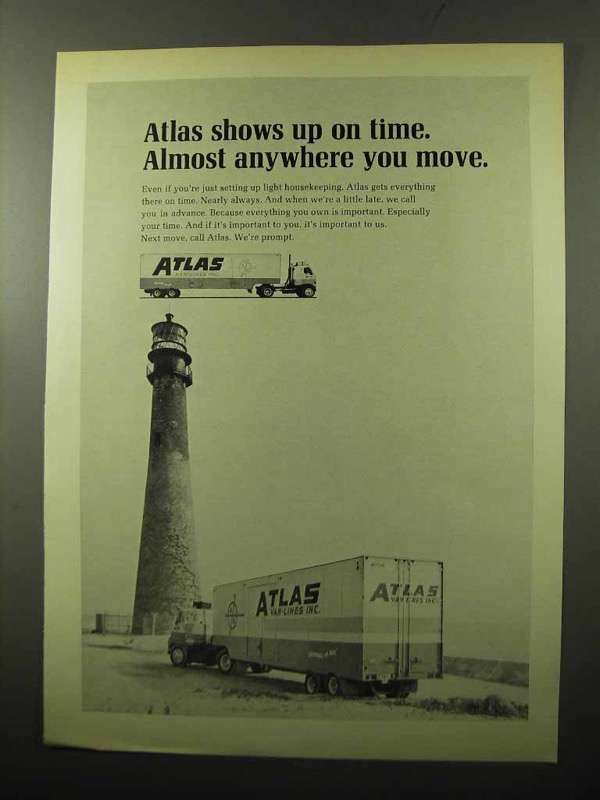 Atlas shows up on time.
Almost anywhere you move.
Even if you're just setting up light housekeeping, Atlas gets everything
there on time. Nearly always. And when we're a little late, we call
you in advance. Because everything you own is important. Especially
your time. And if it's important to you, it's important to us.
Next move, call Atlas. We're prompt.
ATLAS
VAN-LINES INC.
ATLAS
VAN-LINES INC.
ATLAS
VAN-LINES INC.